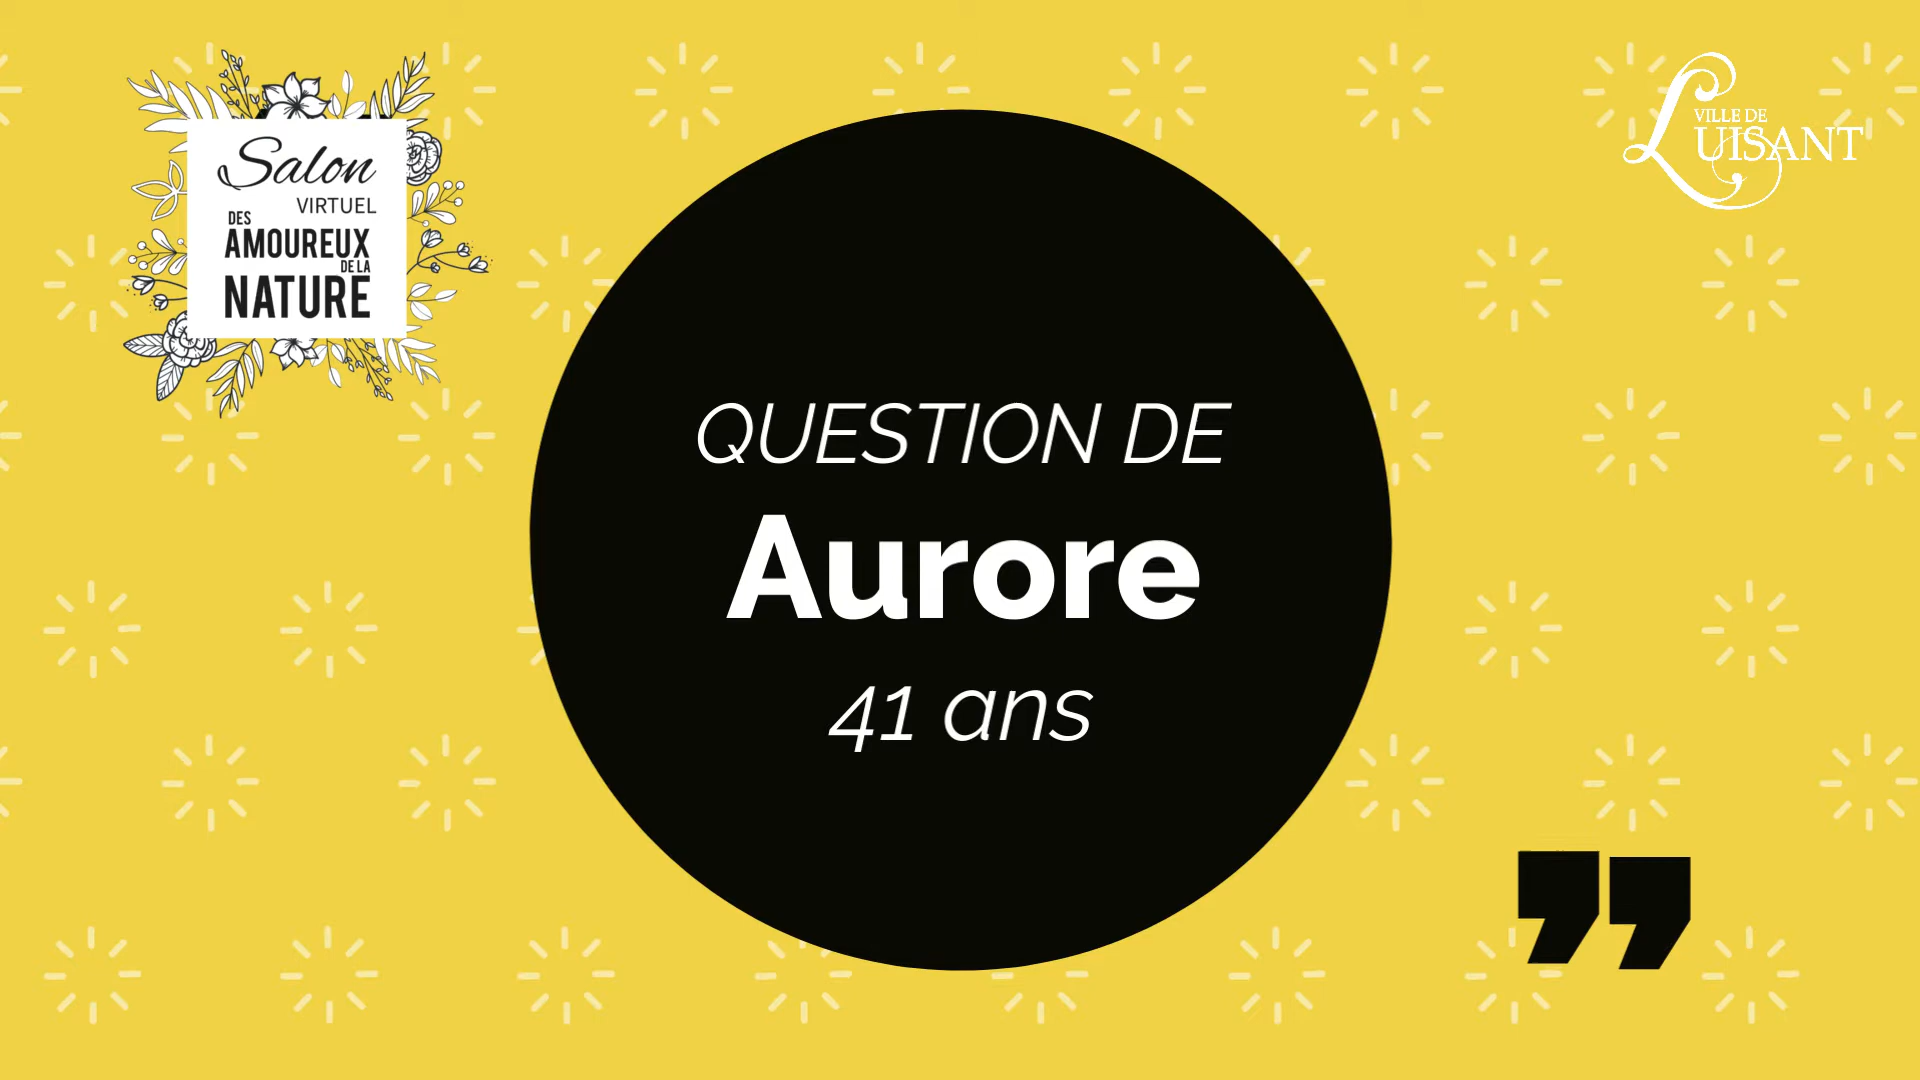 Salon
VIRTUEL
DES
AMOUREUX
DE LA
NATURE
VILLE DE
LUISANT
QUESTION DE
Aurore
41 ans
”